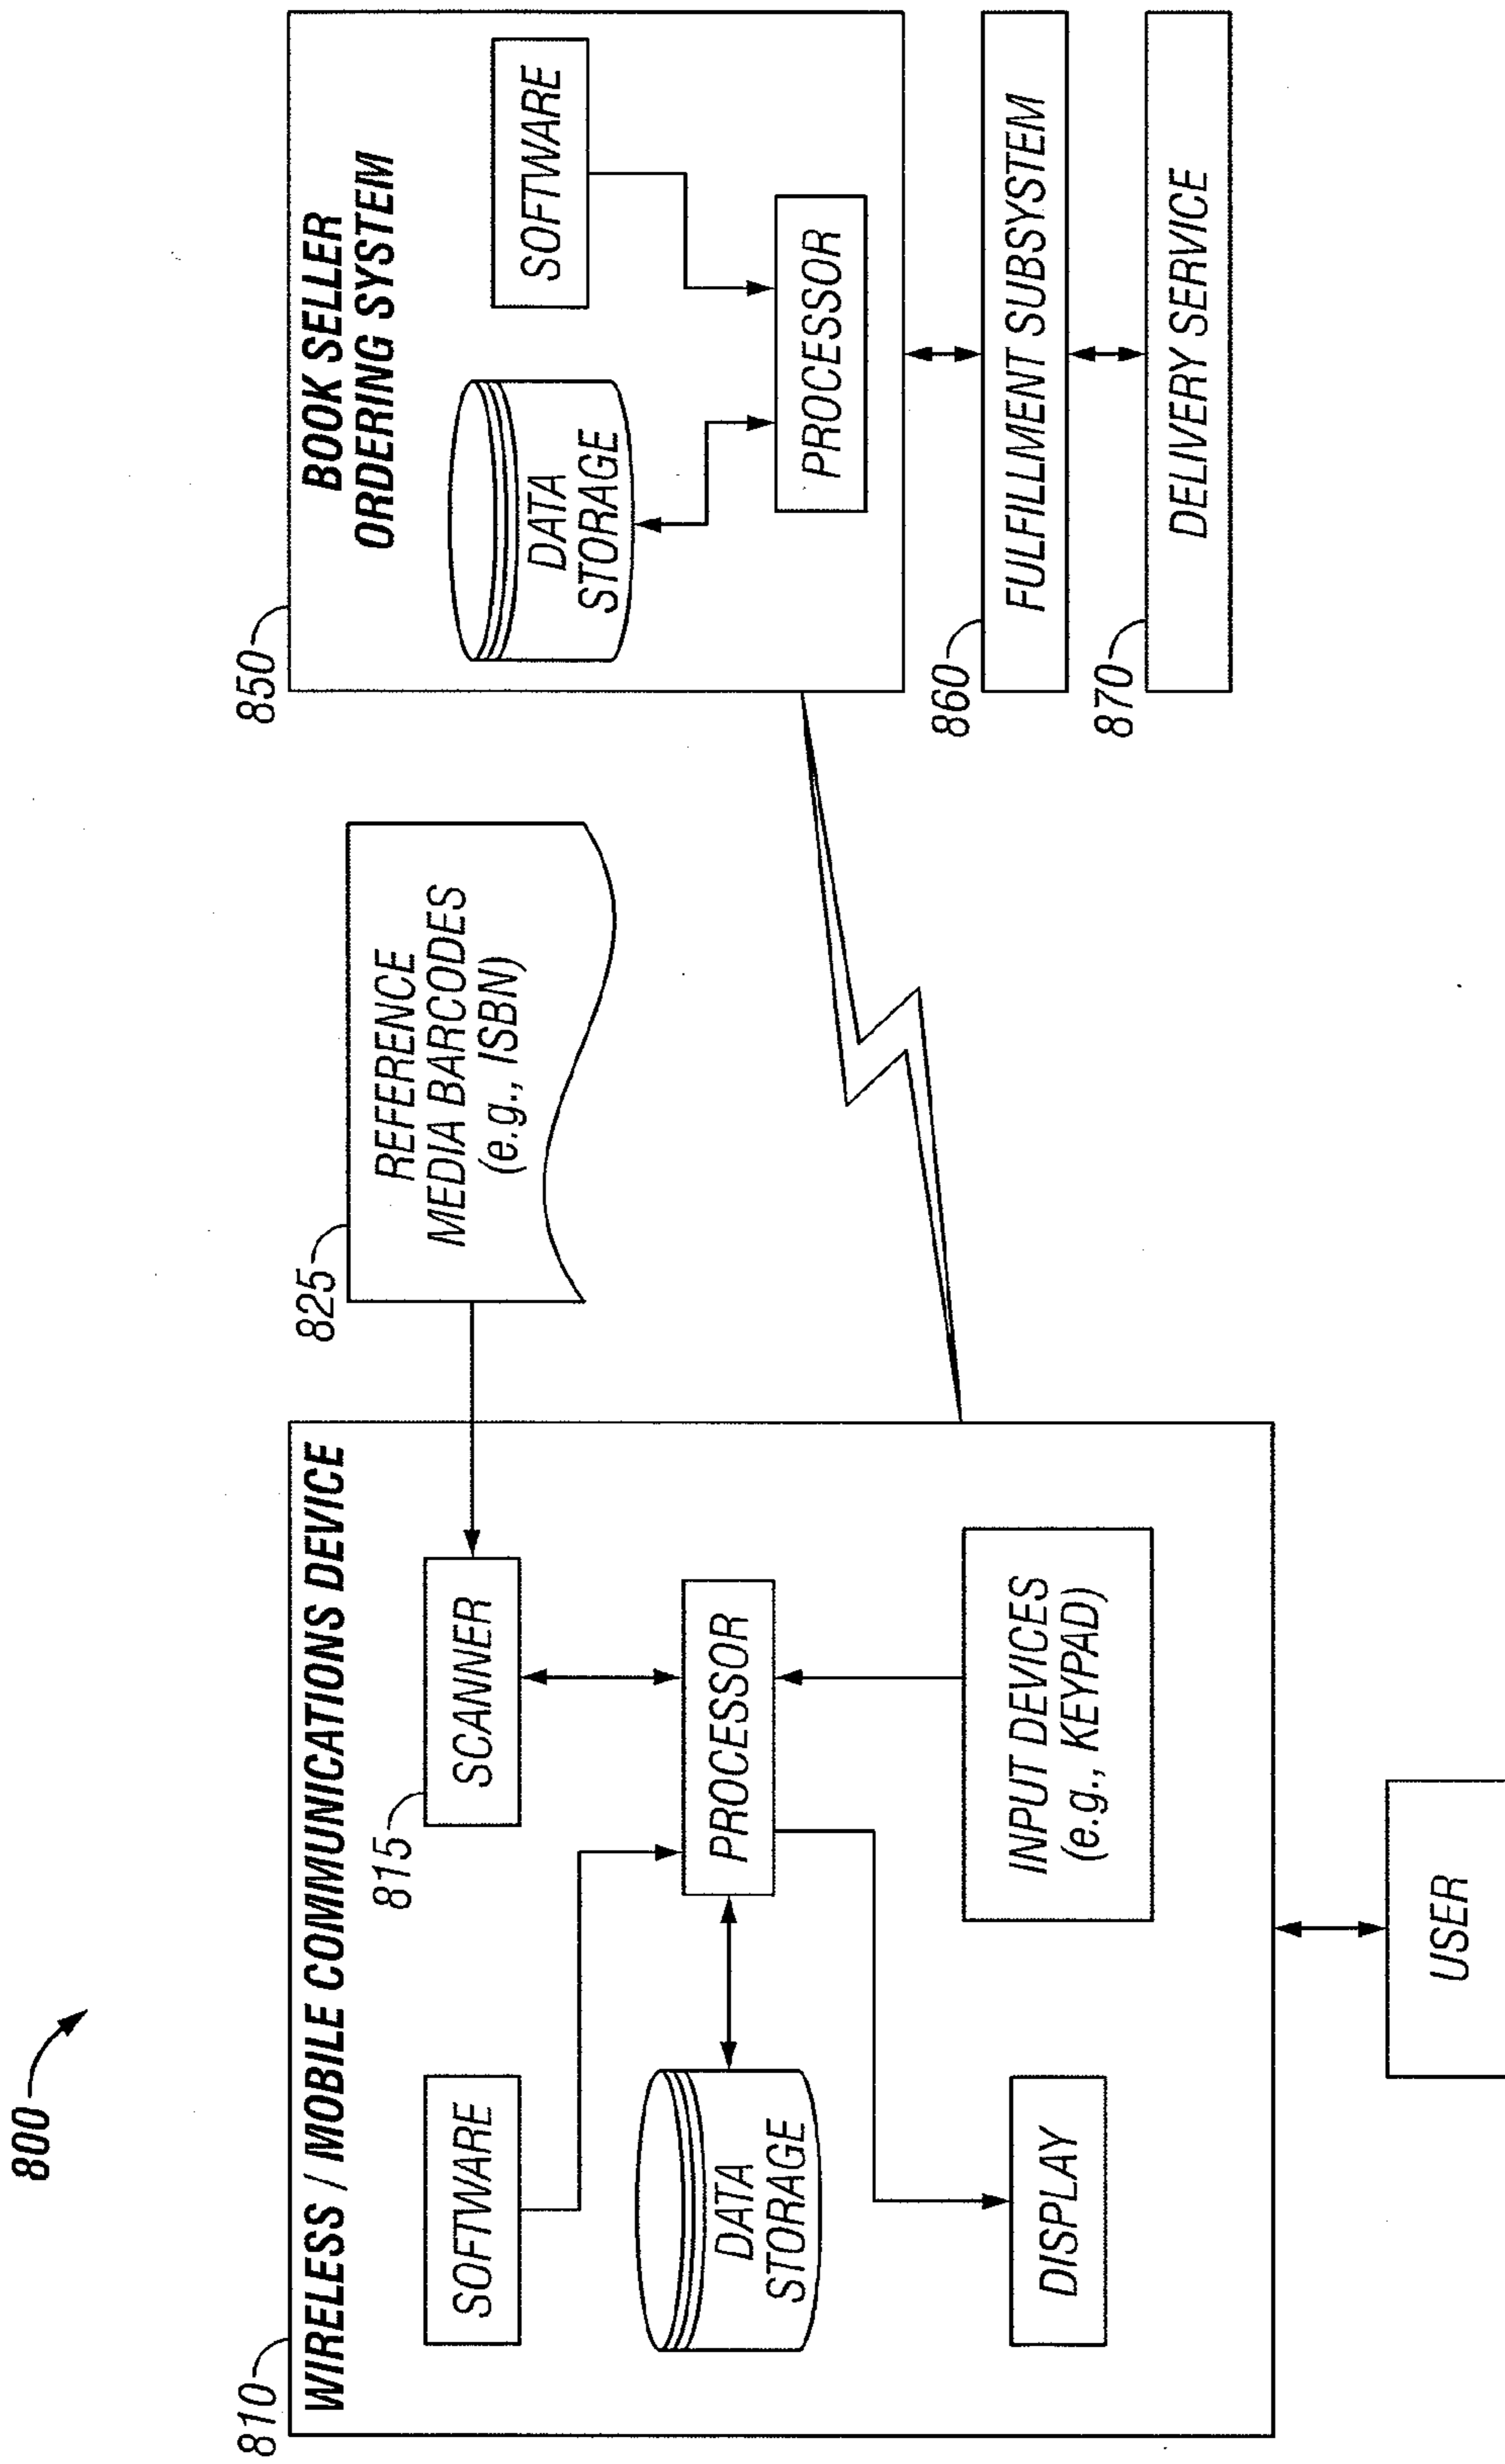 800
810
WIRELESS / MOBILE COMMUNICATIONS DEVICE
SOFTWARE
815
SCANNER
DATA
STORAGE
PROCESSOR
DISPLAY
INPUT DEVICES
(e.g., KEYPAD)
USER
825
REFERENCE
MEDIA BARCODES
(e.g., ISBN)
850
BOOK SELLER
ORDERING SYSTEM
DATA
STORAGE
SOFTWARE
PROCESSOR
860
FULFILLMENT SUBSYSTEM
870
DELIVERY SERVICE